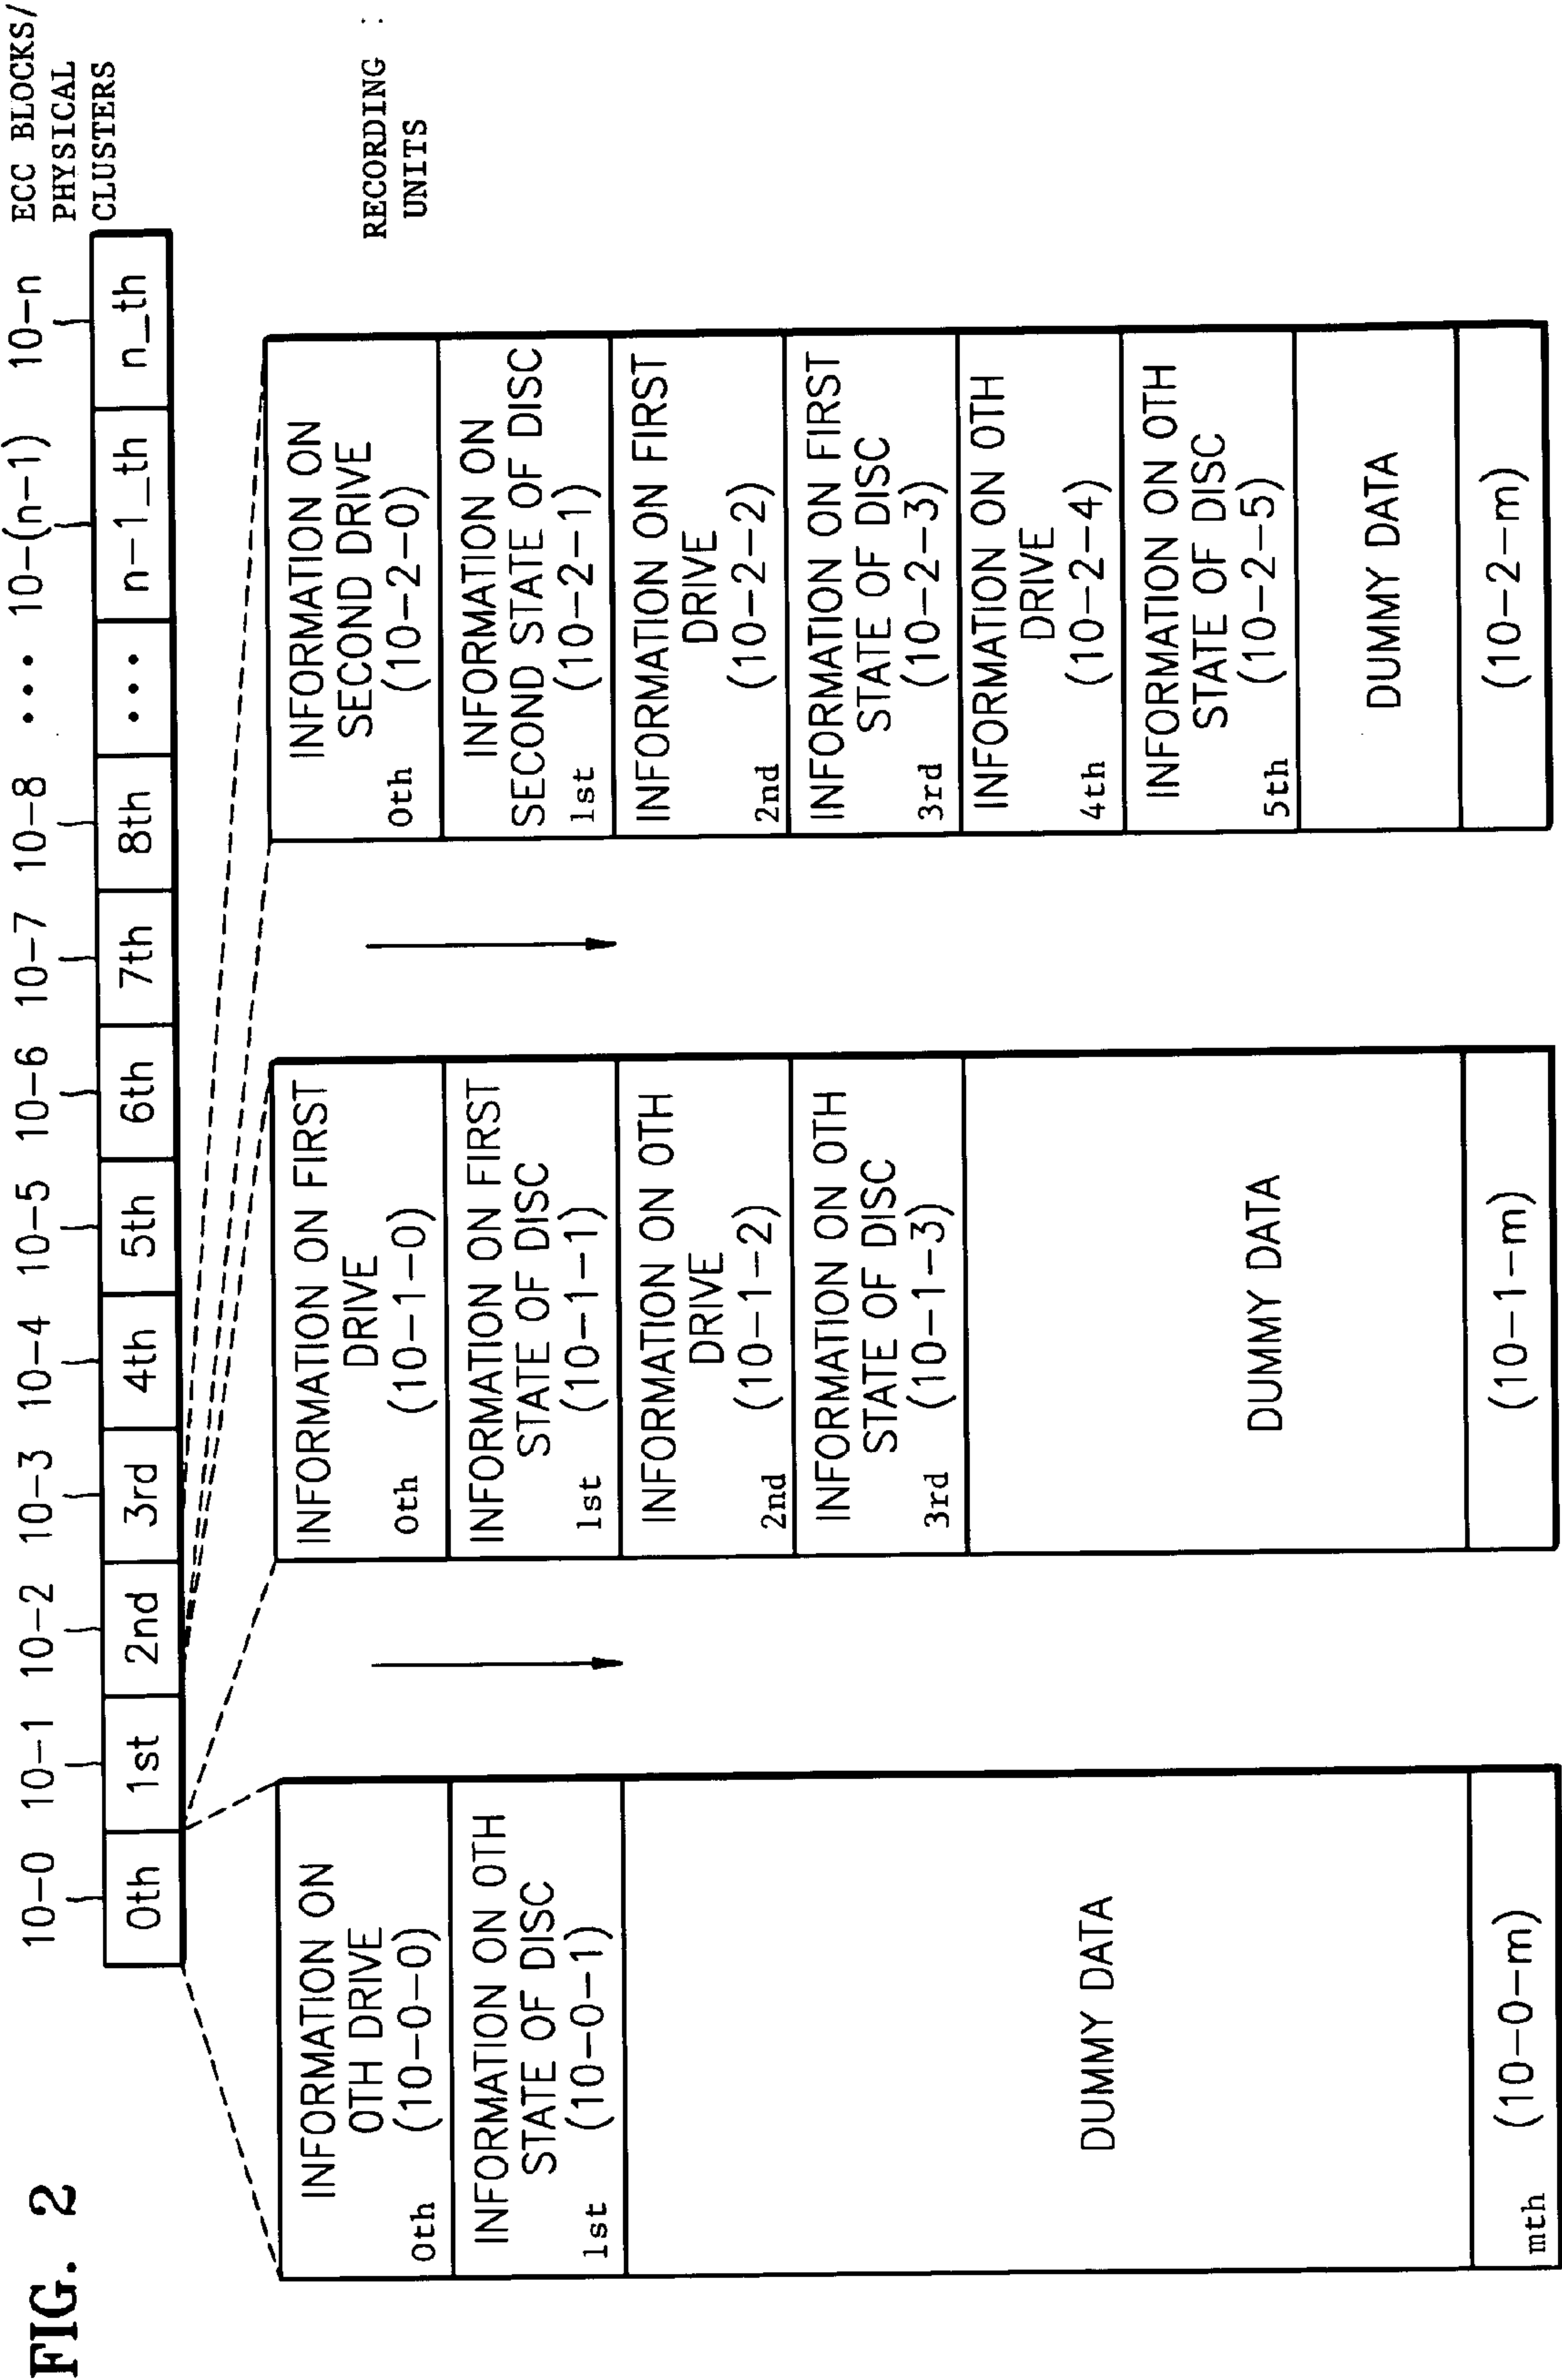 FIG. 2
10-0 10-1 10-2 10-3 10-4 10-5 10-6 10-7 10-8 ••• 10-(n-1) 10-n
ECC BLOCKS/
PHYSICAL
CLUSTERS
0th 1st 2nd 3rd 4th 5th 6th 7th 8th ••• n-1_th n_th
RECORDING :
UNITS
INFORMATION ON
0TH DRIVE
0th (10-0-0)
INFORMATION ON 0TH
STATE OF DISC
1st (10-0-1)
DUMMY DATA
mth (10-0-m)
INFORMATION ON FIRST
DRIVE
0th (10-1-0)
INFORMATION ON FIRST
STATE OF DISC
1st (10-1-1)
INFORMATION ON 0TH
DRIVE
2nd (10-1-2)
INFORMATION ON 0TH
STATE OF DISC
3rd (10-1-3)
DUMMY DATA
(10-1-m)
INFORMATION ON
SECOND DRIVE
0th (10-2-0)
INFORMATION ON
SECOND STATE OF DISC
1st (10-2-1)
INFORMATION ON FIRST
DRIVE
2nd (10-2-2)
INFORMATION ON FIRST
STATE OF DISC
3rd (10-2-3)
INFORMATION ON 0TH
DRIVE
4th (10-2-4)
INFORMATION ON 0TH
STATE OF DISC
5th (10-2-5)
DUMMY DATA
(10-2-m)